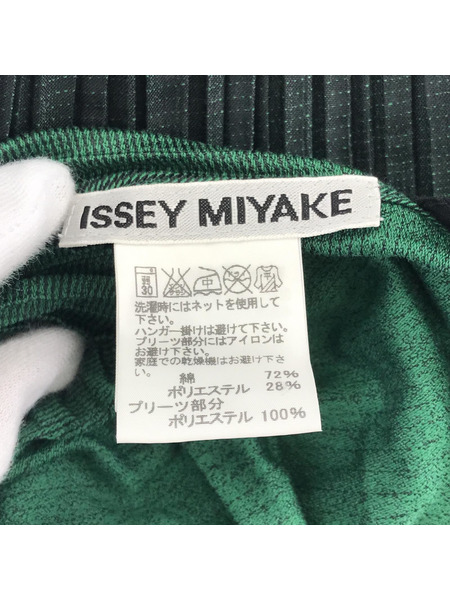 ISSEY MIYAKE
弱
30
中
洗濯時にはネットを使用して
下さい。
ハンガー掛けは避けて下さい。
プリーツ部分にはアイロンは
お避け下さい。
家庭での乾燥機はお避け下さい。
綿 72%
ポリエステル 28%
プリーツ部分
ポリエステル 100%